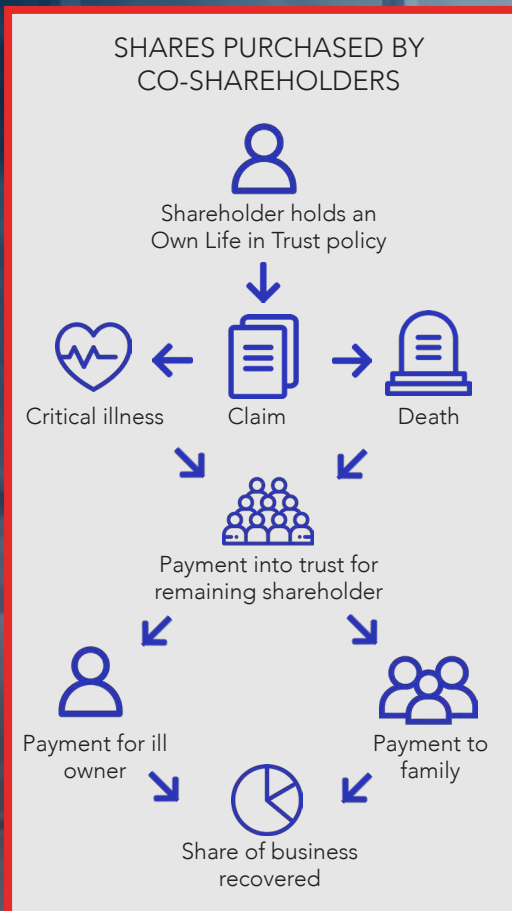 SHARES PURCHASED BY
CO-SHAREHOLDERS
Shareholder holds an
Own Life in Trust policy
Critical illness
Claim
Death
Payment into trust for
remaining shareholder
Payment for ill
owner
Payment to
family
Share of business
recovered